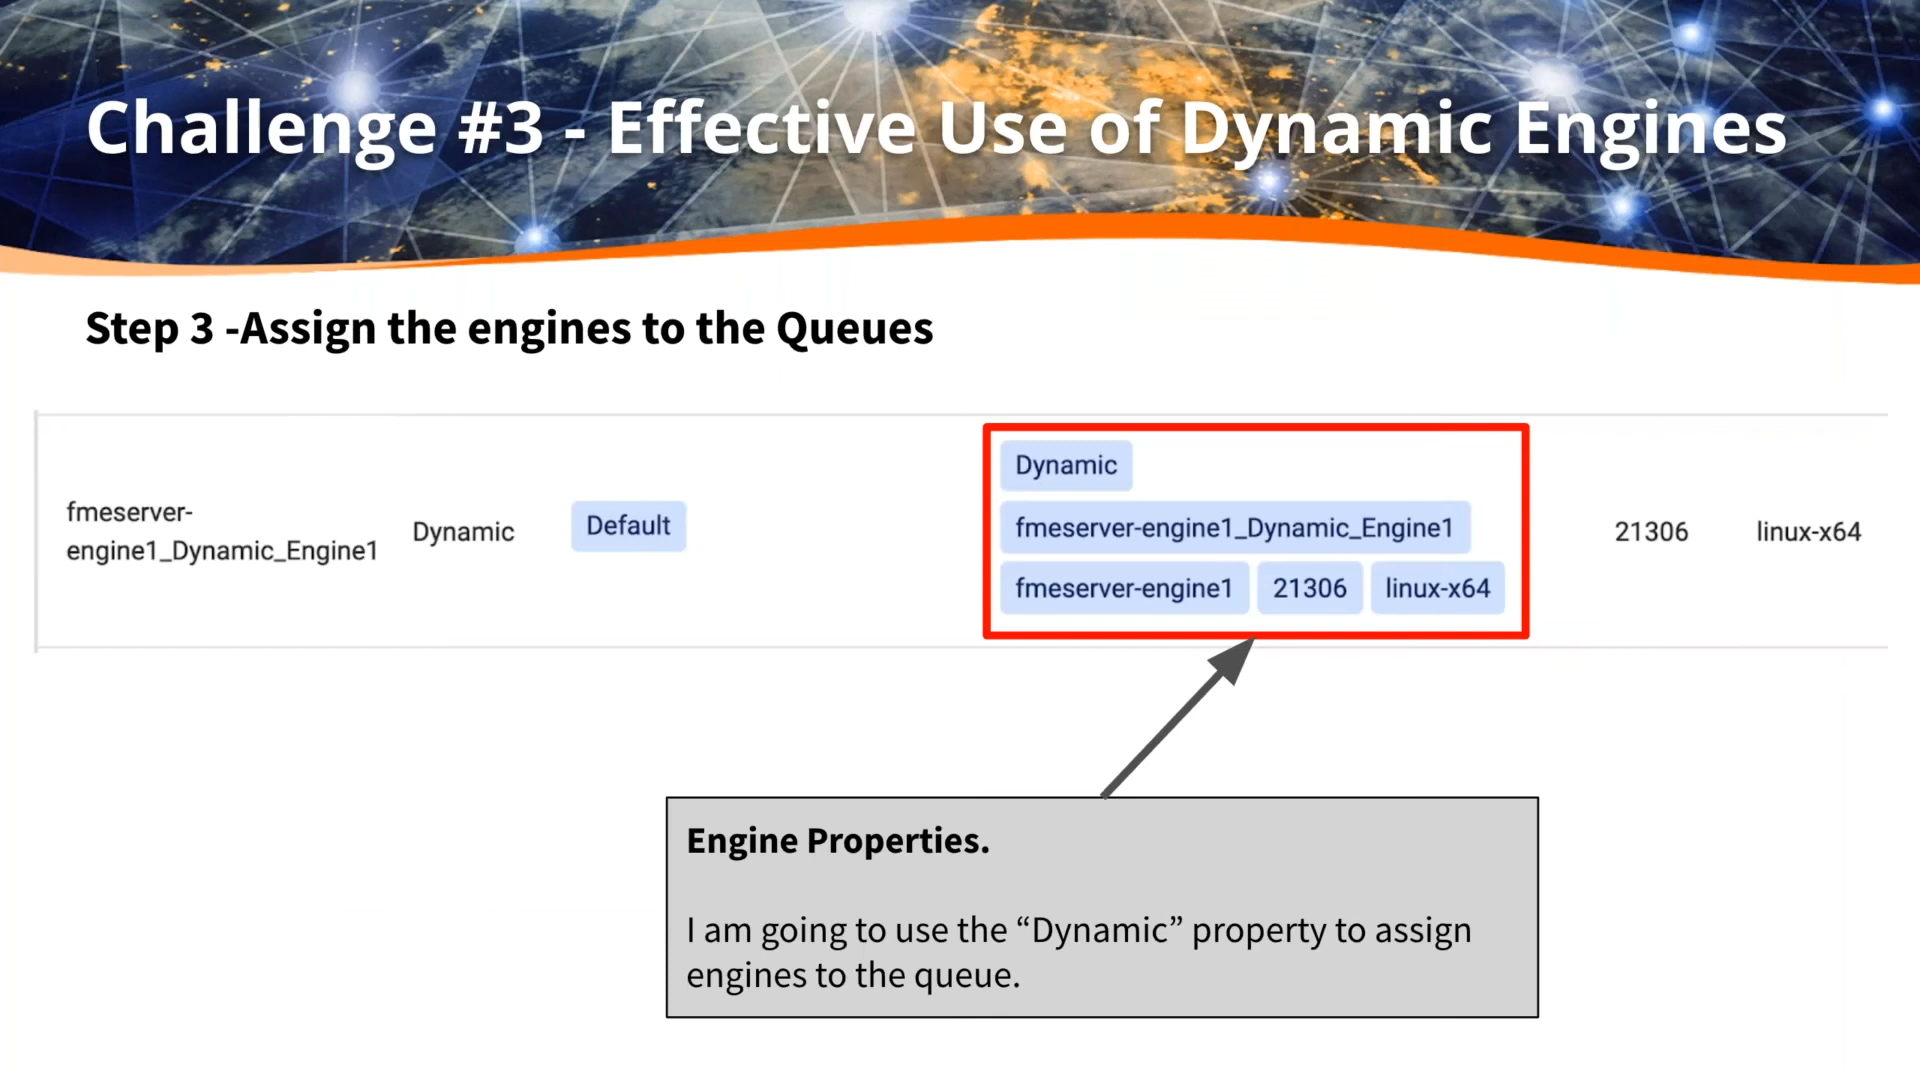 Challenge #3 - Effective Use of Dynamic Engines
Step 3 -Assign the engines to the Queues
fmeserver-
engine1_Dynamic_Engine1
Dynamic
Default
Dynamic
fmeserver-engine1_Dynamic_Engine1
fmeserver-engine1 21306 linux-x64
21306
linux-x64
Engine Properties.
I am going to use the “Dynamic” property to assign
engines to the queue.